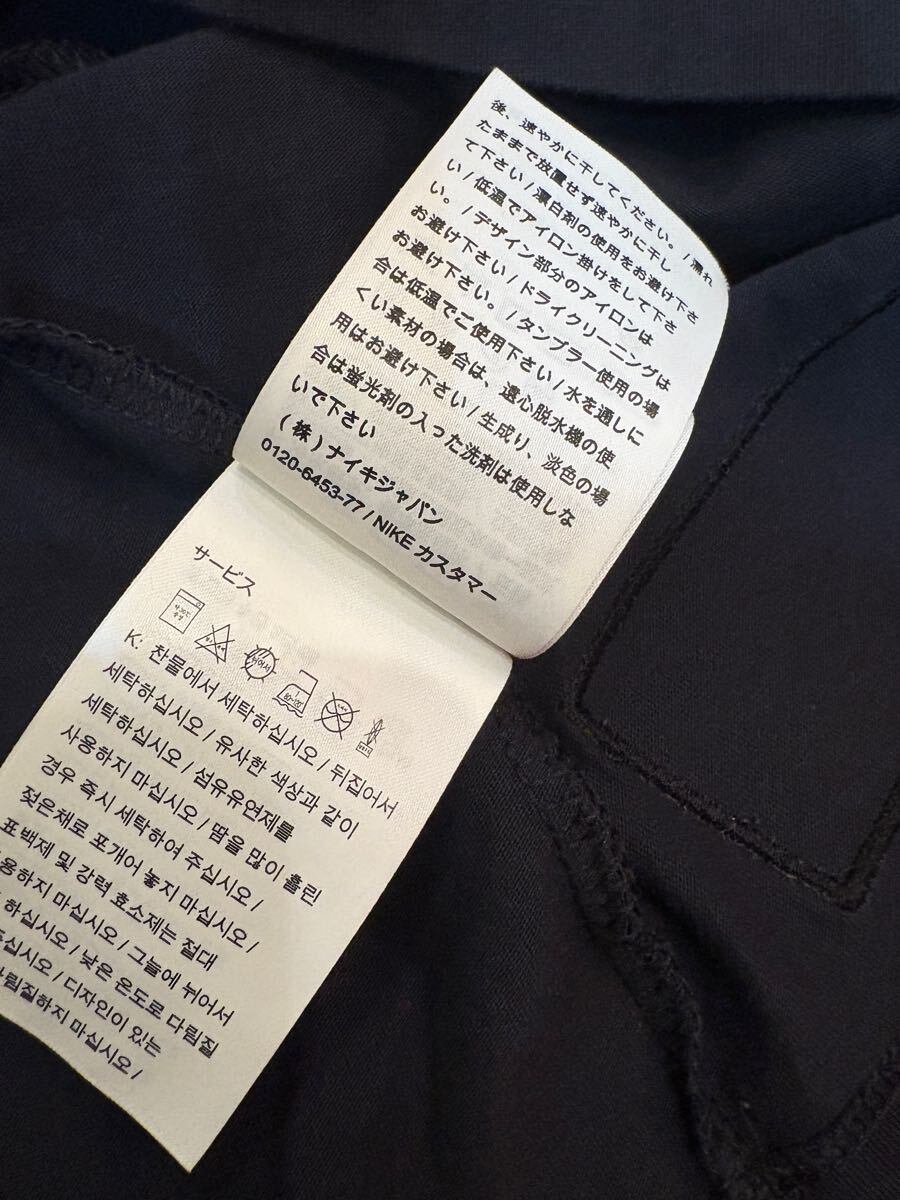 後、速やかに干してください。/濡れ
たままで放置せず速やかに干し
て下さい/漂白剤の使用をお避け下さ
い/低温でアイロン掛けをして下さ
い。/デザイン部分のアイロンは
お避け下さい/ドライクリーニングは
お避け下さい。/タンブラー使用の場
合は低温でご使用下さい/水を通しに
くい素材の場合は、遠心脱水機の使
用はお避け下さい/生成り、淡色の場
合は蛍光剤の入った洗剤は使用しな
いで下さい
(株)ナイキジャパン
0120-6453-77/NIKEカスタマー
サービス
K: 찬물에서 세탁하십시오/뒤집어서
세탁하십시오/유사한 색상과 같이
세탁하십시오/섬유유연제를
사용하지 마십시오/땀을 많이 흘린
경우 즉시 세탁하여 주십시오/
젖은채로 포개어 놓지 마십시오/
표백제 및 강력 효소제는 절대
사용하지 마십시오/그늘에 뉘어서
하십시오/낮은 온도로 다림질
주십시오/디자인이 있는
다림질하지 마십시오/